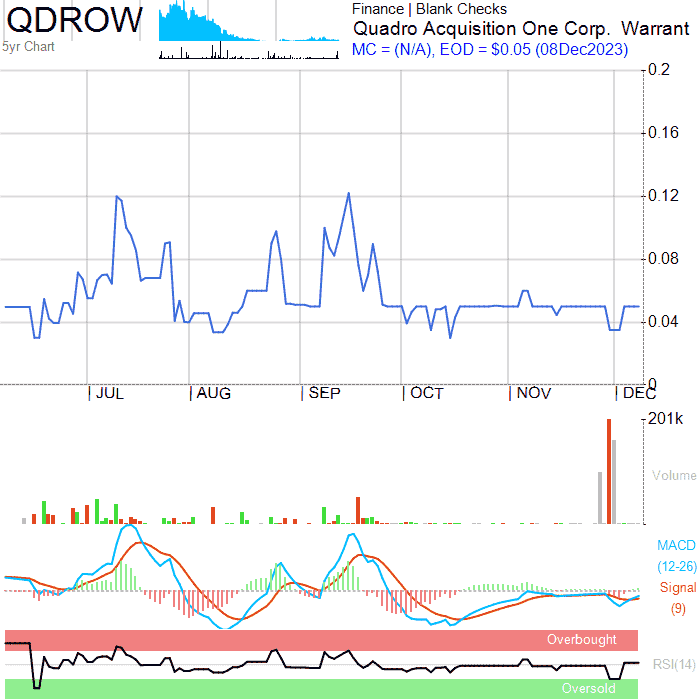 QDROW
Finance | Blank Checks
Quadro Acquisition One Corp. Warrant
5yr Chart
MC = (N/A), EOD = $0.05 (08Dec2023)
0.2
0.16
0.12
0.08
0.04
0
JUL
AUG
SEP
OCT
NOV
DEC
201k
Volume
MACD
(12-26)
Signal
(9)
Overbought
RSI(14)
Oversold